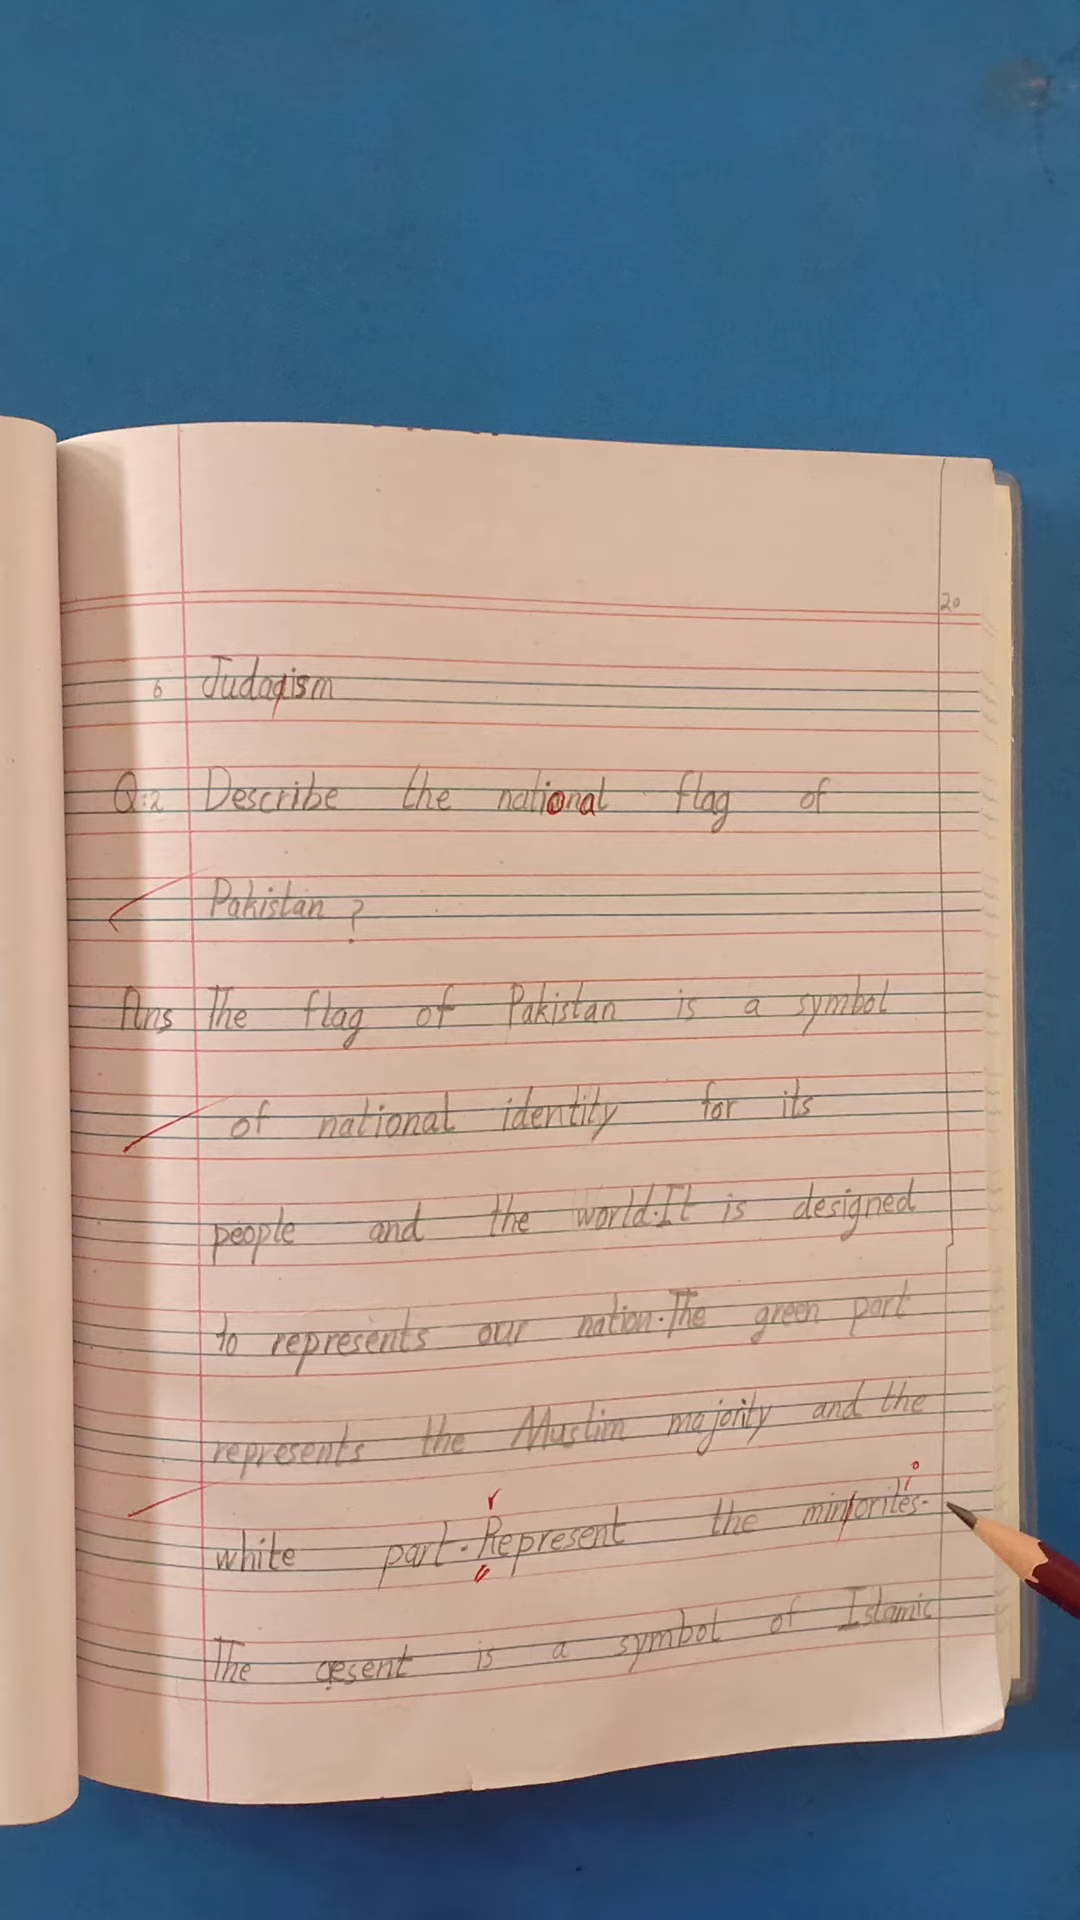 20
6 Judaqism
Q:2 Describe the national flag of
Pakistan ?
Ans The flag of Pakistan is a symbol
of national identity for its
people and the world.It is designed
to represents our nation.The green part
represents the Muslim majority and the
white part.Represent the minorites.
The cesent is a symbol of Islamic